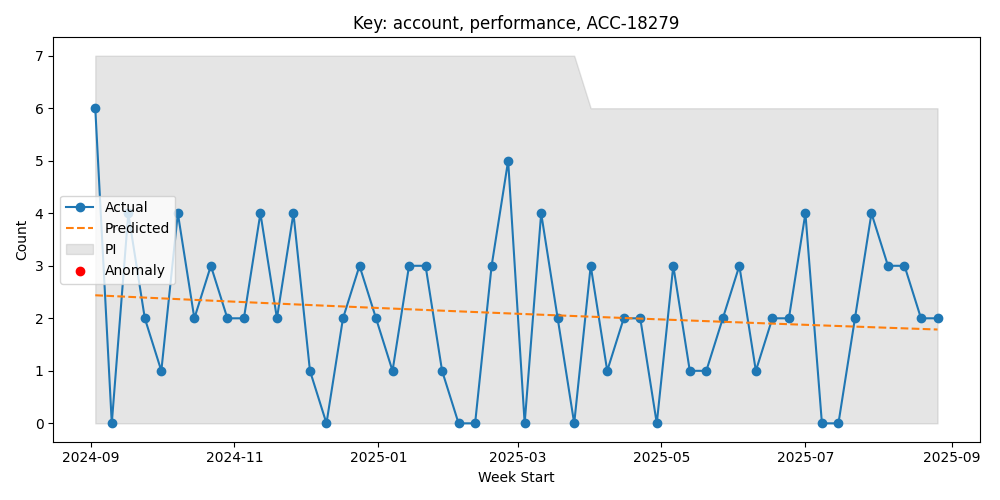 Key: account, performance, ACC-18279
Count
7
6
5
4
3
2
1
0
Actual
Predicted
PI
Anomaly
2024-09 2024-11 2025-01 2025-03 2025-05 2025-07 2025-09
Week Start